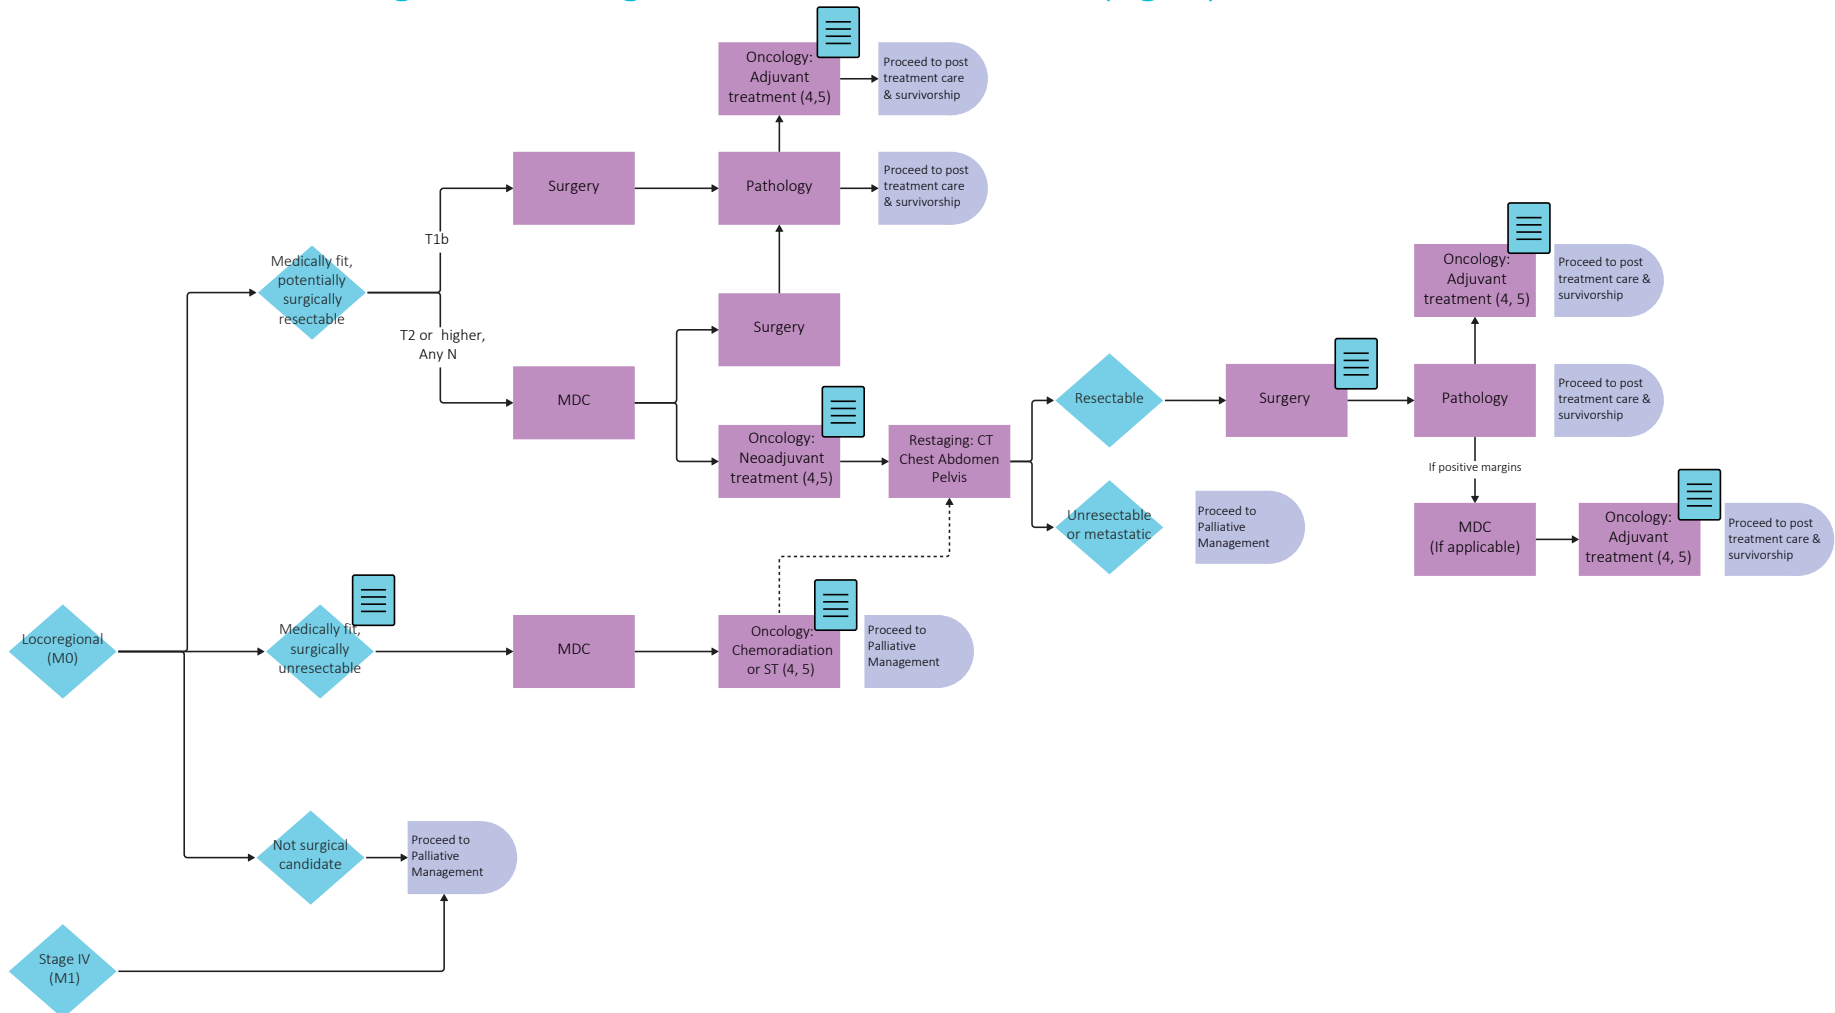 Oncology:
Adjuvant
treatment (4,5)
Proceed to post
treatment care
& survivorship
Surgery
Pathology
Proceed to post
treatment care
& survivorship
T1b
Medically fit,
potentially
surgically
resectable
T2 or  higher,
Any N
Surgery
MDC
Oncology:
Neoadjuvant
treatment (4,5)
Restaging: CT
Chest Abdomen
Pelvis
Resectable
Surgery
Pathology
Oncology:
Adjuvant
treatment (4, 5)
Proceed to post
treatment care &
survivorship
Proceed to post
treatment care &
survivorship
If positive margins
Unresectable
or metastatic
Proceed to
Palliative
Management
MDC
(If applicable)
Oncology:
Adjuvant
treatment (4, 5)
Proceed to post
treatment care &
survivorship
Locoregional
(M0)
Medically fit,
surgically
unresectable
MDC
Oncology:
Chemoradiation
or ST (4, 5)
Proceed to
Palliative
Management
Not surgical
candidate
Proceed to
Palliative
Management
Stage IV
(M1)